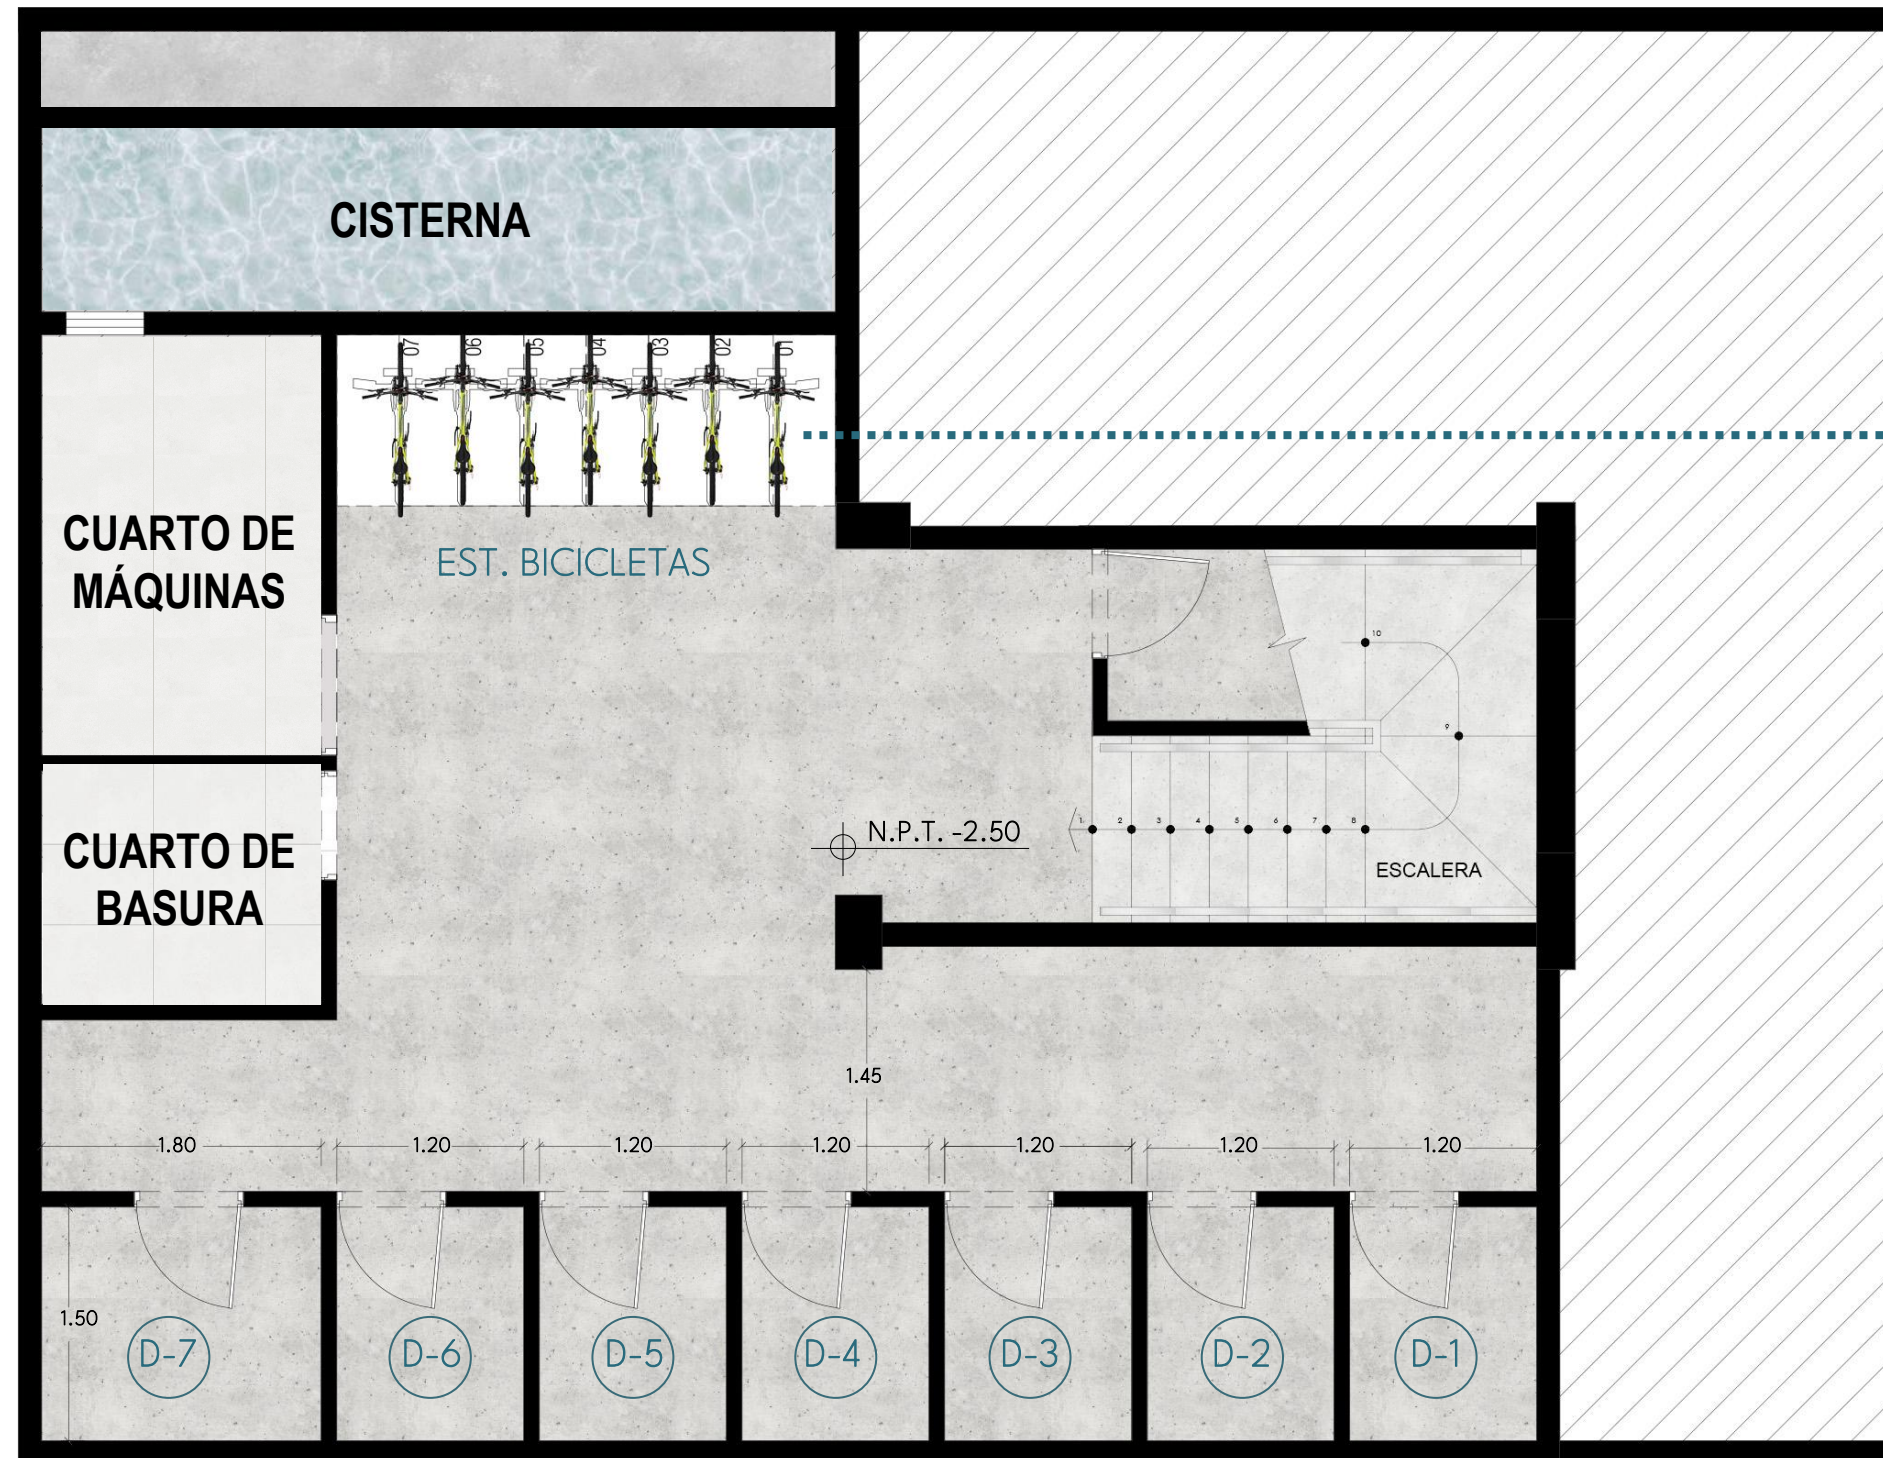 CISTERNA
07 06 05 04 03 02 01
EST. BICICLETAS
CUARTO DE
MÁQUINAS
10
9
1 2 3 4 5 6 7 8
N.P.T. -2.50
ESCALERA
CUARTO DE
BASURA
1.45
1.80 1.20 1.20 1.20 1.20 1.20 1.20
1.50
D-7 D-6 D-5 D-4 D-3 D-2 D-1